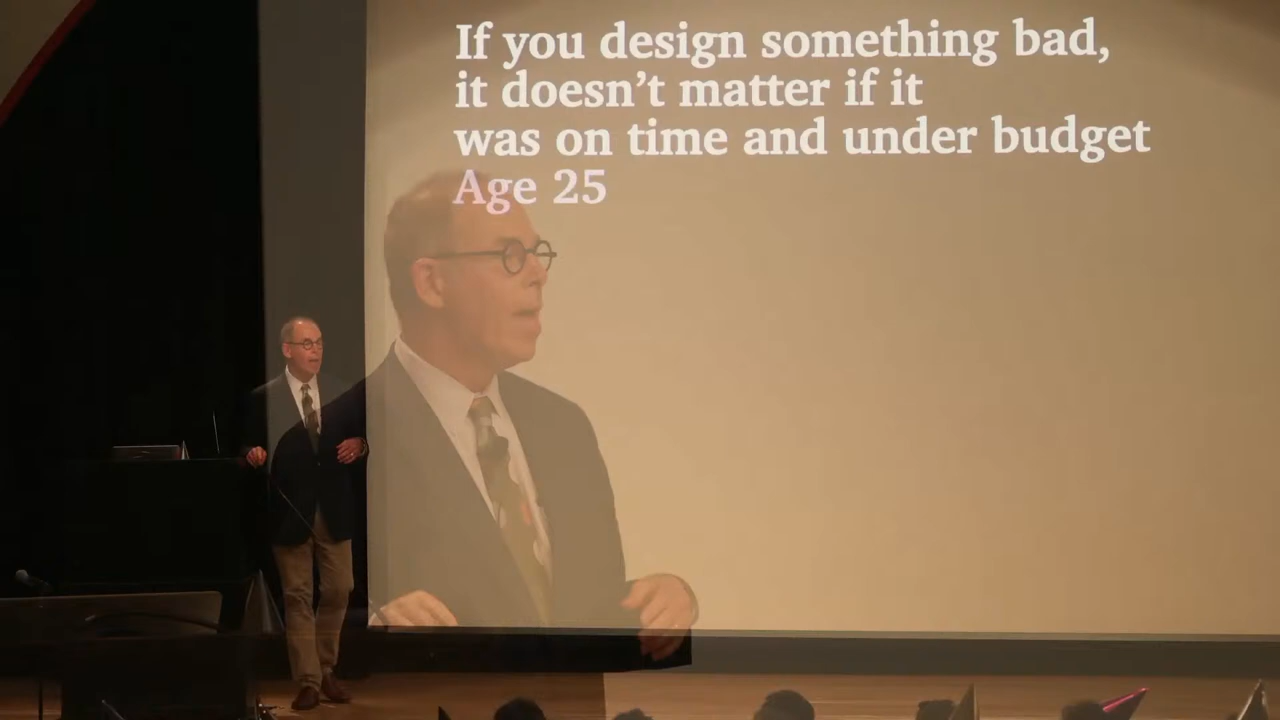 If you design something bad,
it doesn’t matter if it
was on time and under budget
Age 25